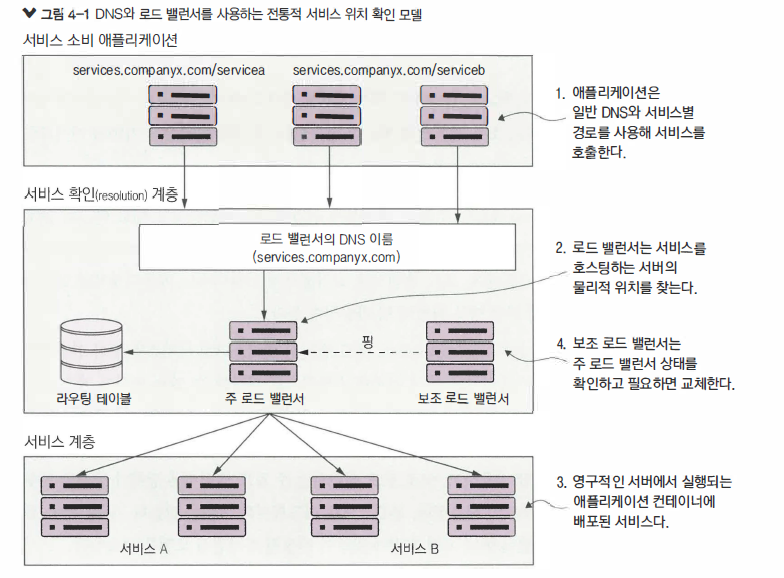 그림 4-1 DNS와 로드 밸런서를 사용하는 전통적 서비스 위치 확인 모델
서비스 소비 애플리케이션
services.companyx.com/servicea
services.companyx.com/serviceb
1. 애플리케이션은
일반 DNS와 서비스별
경로를 사용해 서비스를
호출한다.
서비스 확인(resolution) 계층
로드 밸런서의 DNS 이름
(services.companyx.com)
2. 로드 밸런서는 서비스를
호스팅하는 서버의
물리적 위치를 찾는다.
핑
4. 보조 로드 밸런서는
주 로드 밸런서 상태를
확인하고 필요하면 교체한다.
라우팅 테이블
주 로드 밸런서
보조 로드 밸런서
서비스 계층
3. 영구적인 서버에서 실행되는
애플리케이션 컨테이너에
배포된 서비스다.
서비스 A
서비스 B